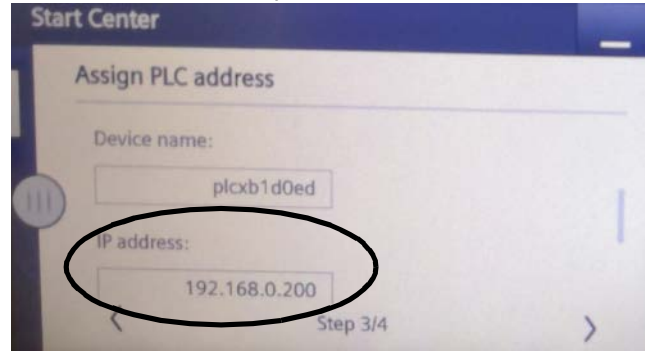 Start Center
Assign PLC address
Device name:
plcxb1d0ed
IP address:
192.168.0.200
Step 3/4